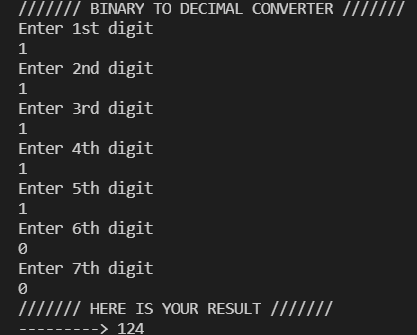 /////// BINARY TO DECIMAL CONVERTER ///////
Enter 1st digit
1
Enter 2nd digit
1
Enter 3rd digit
1
Enter 4th digit
1
Enter 5th digit
1
Enter 6th digit
0
Enter 7th digit
0
/////// HERE IS YOUR RESULT ///////
---------> 124